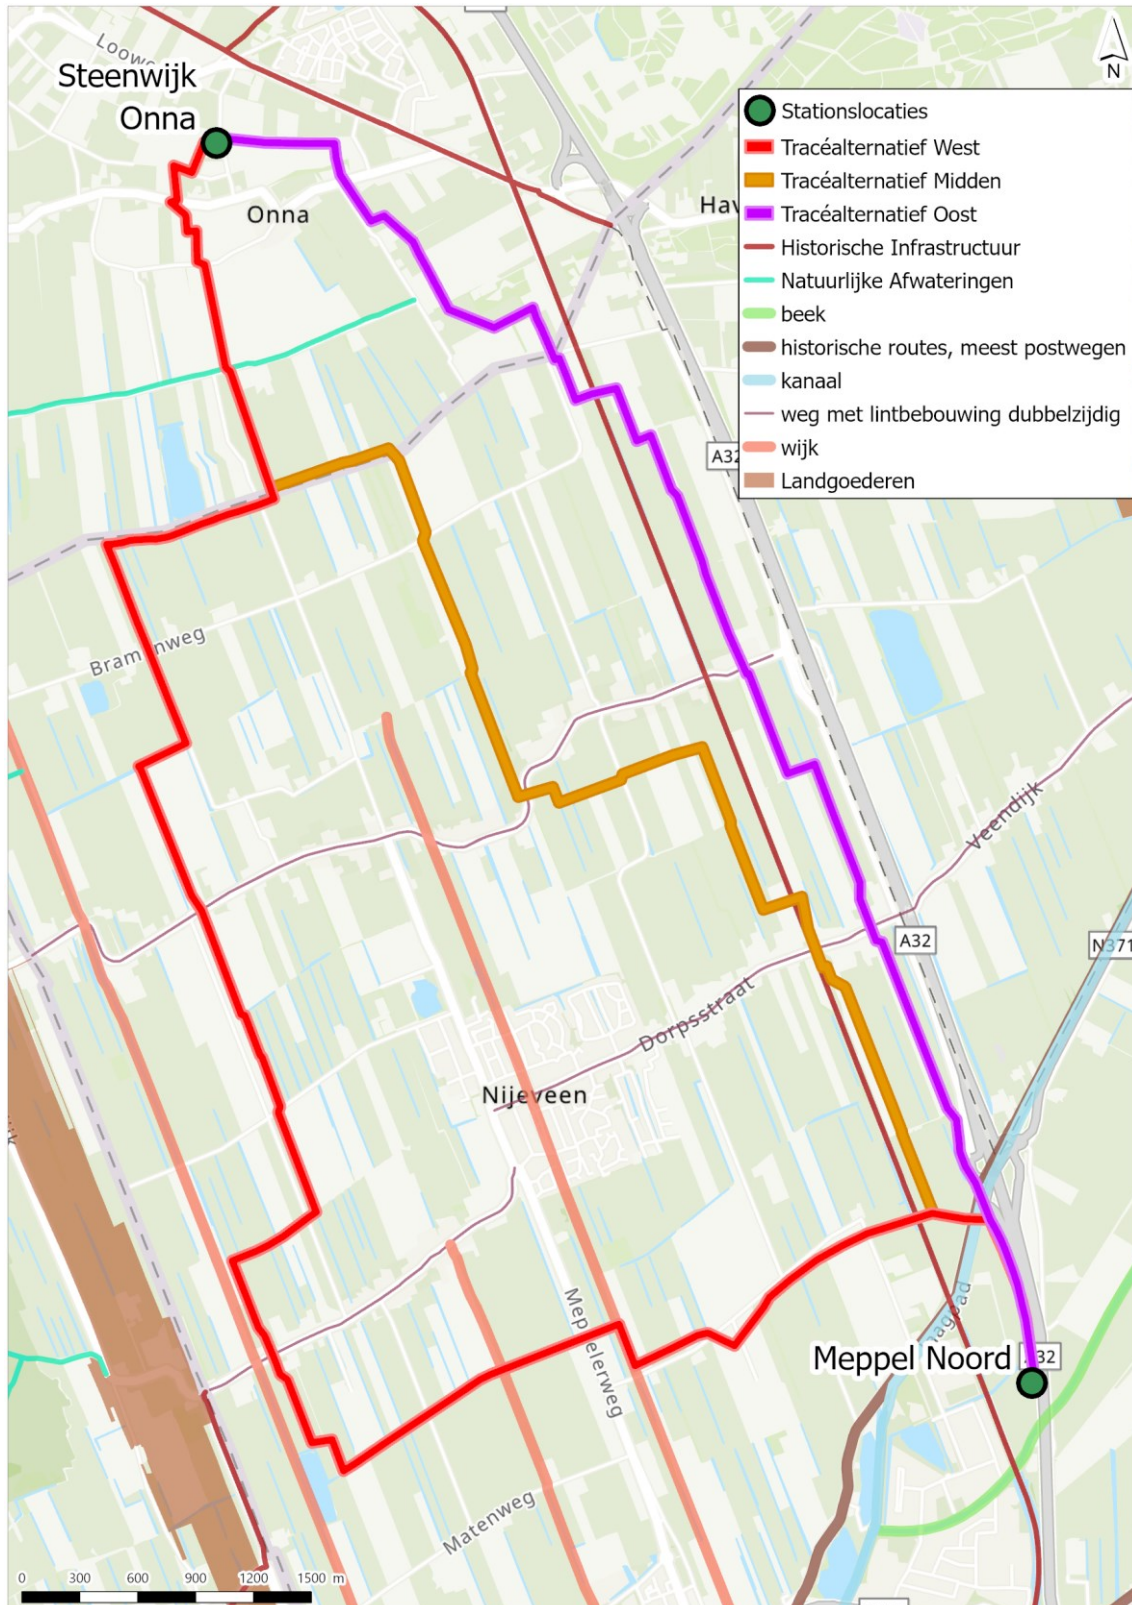 Loow
Steenwijk
Onna
Onna
Hav
N
Stationslocaties
Tracéalternatief West
Tracéalternatief Midden
Tracéalternatief Oost
Historische Infrastructuur
Natuurlijke Afwateringen
beek
historische routes, meest postwegen
kanaal
weg met lintbebouwing dubbelzijdig
wijk
Landgoederen
A32
Veendijk
A32
N371
Dorpsstraat
Nijeveen
Meppel Noord
32
Matenweg
0 300 600 900 1200 1500 m